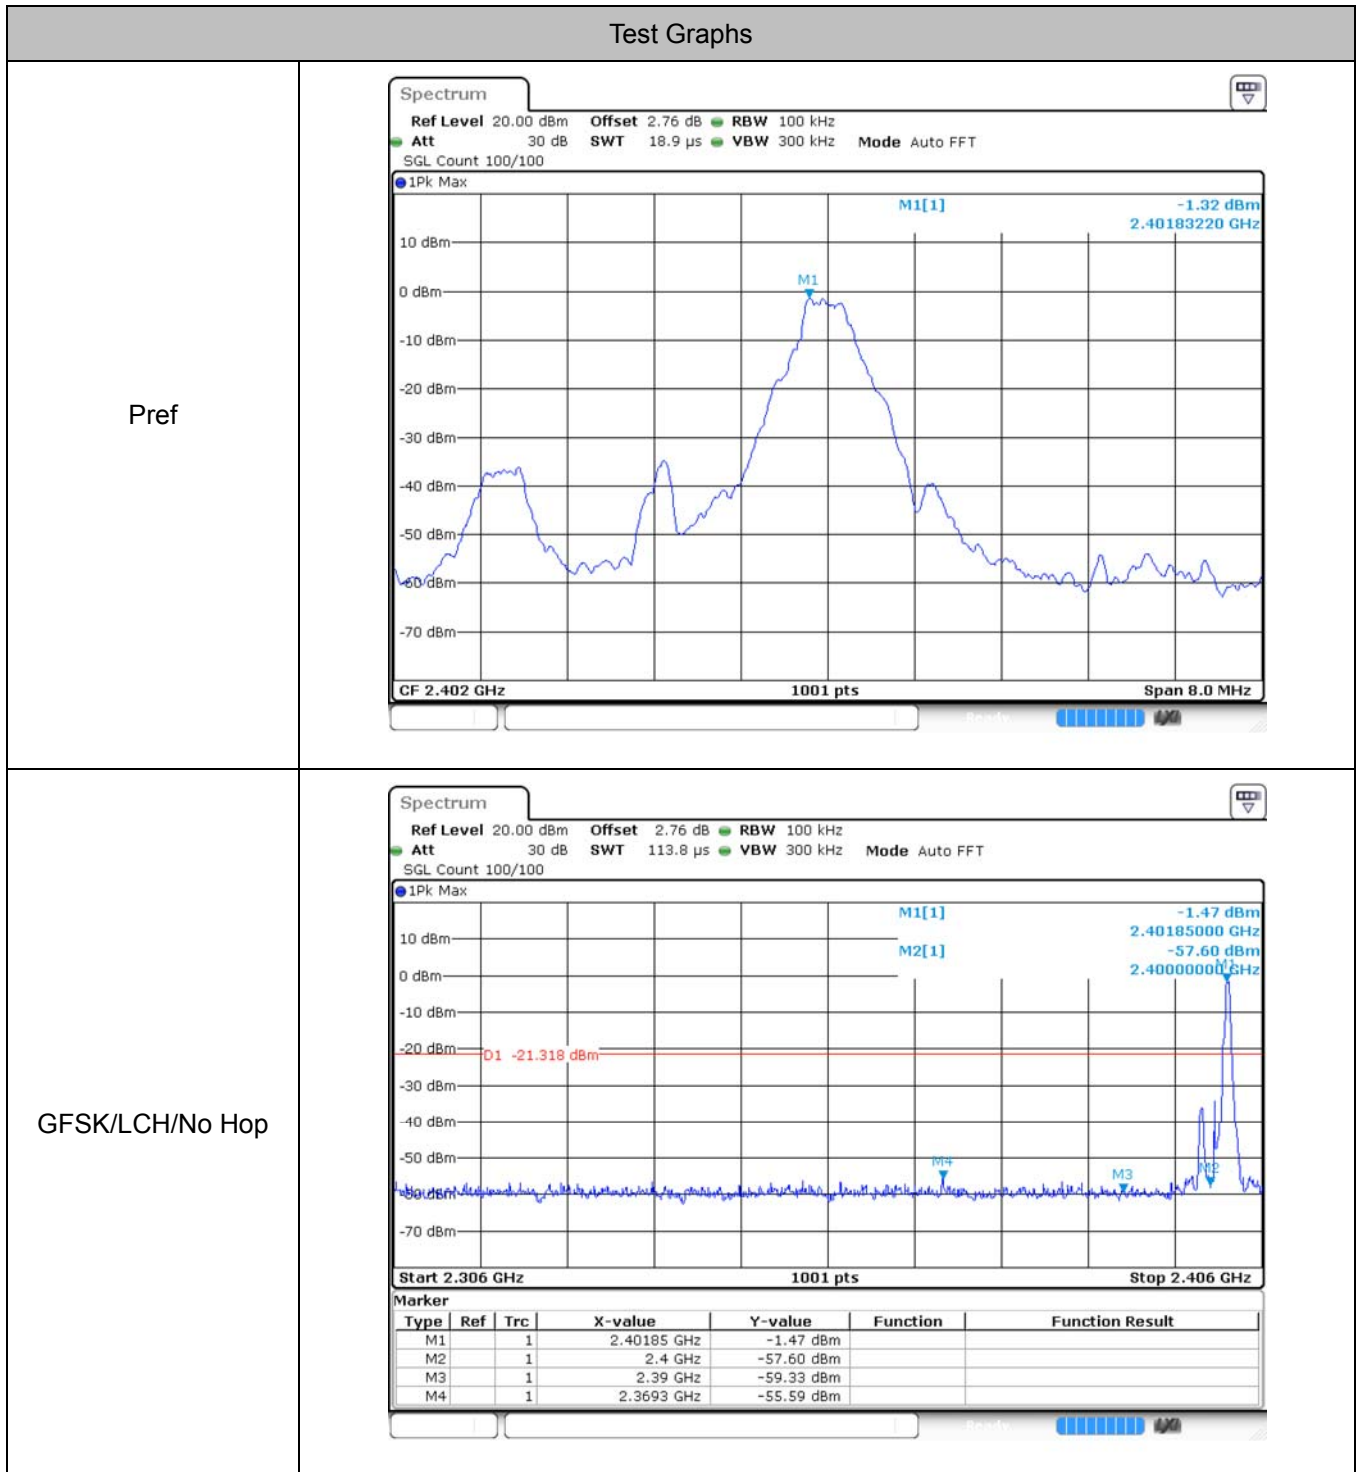 Test Graphs
Pref
Spectrum
Ref Level 20.00 dBm Offset 2.76 dB RBW 100 kHz
Att 30 dB SWT 18.9 µs VBW 300 kHz Mode Auto FFT
SGL Count 100/100
1Pk Max
M1[1] -1.32 dBm
2.40183220 GHz
10 dBm
M1
0 dBm
-10 dBm
-20 dBm
-30 dBm
-40 dBm
-50 dBm
-60 dBm
-70 dBm
CF 2.402 GHz 1001 pts Span 8.0 MHz
Ready
GFSK/LCH/No Hop
Spectrum
Ref Level 20.00 dBm Offset 2.76 dB RBW 100 kHz
Att 30 dB SWT 113.8 µs VBW 300 kHz Mode Auto FFT
SGL Count 100/100
1Pk Max
M1[1] -1.47 dBm
2.40185000 GHz
10 dBm
M2[1] -57.60 dBm
2.40000000 GHz
M1
0 dBm
-10 dBm
-20 dBm
D1 -21.318 dBm
-30 dBm
-40 dBm
-50 dBm
M4
M3
M2
-60 dBm
-70 dBm
Start 2.306 GHz 1001 pts Stop 2.406 GHz
Marker
Type Ref Trc X-value Y-value Function Function Result
M1 1 2.40185 GHz -1.47 dBm
M2 1 2.4 GHz -57.60 dBm
M3 1 2.39 GHz -59.33 dBm
M4 1 2.3693 GHz -55.59 dBm
Ready